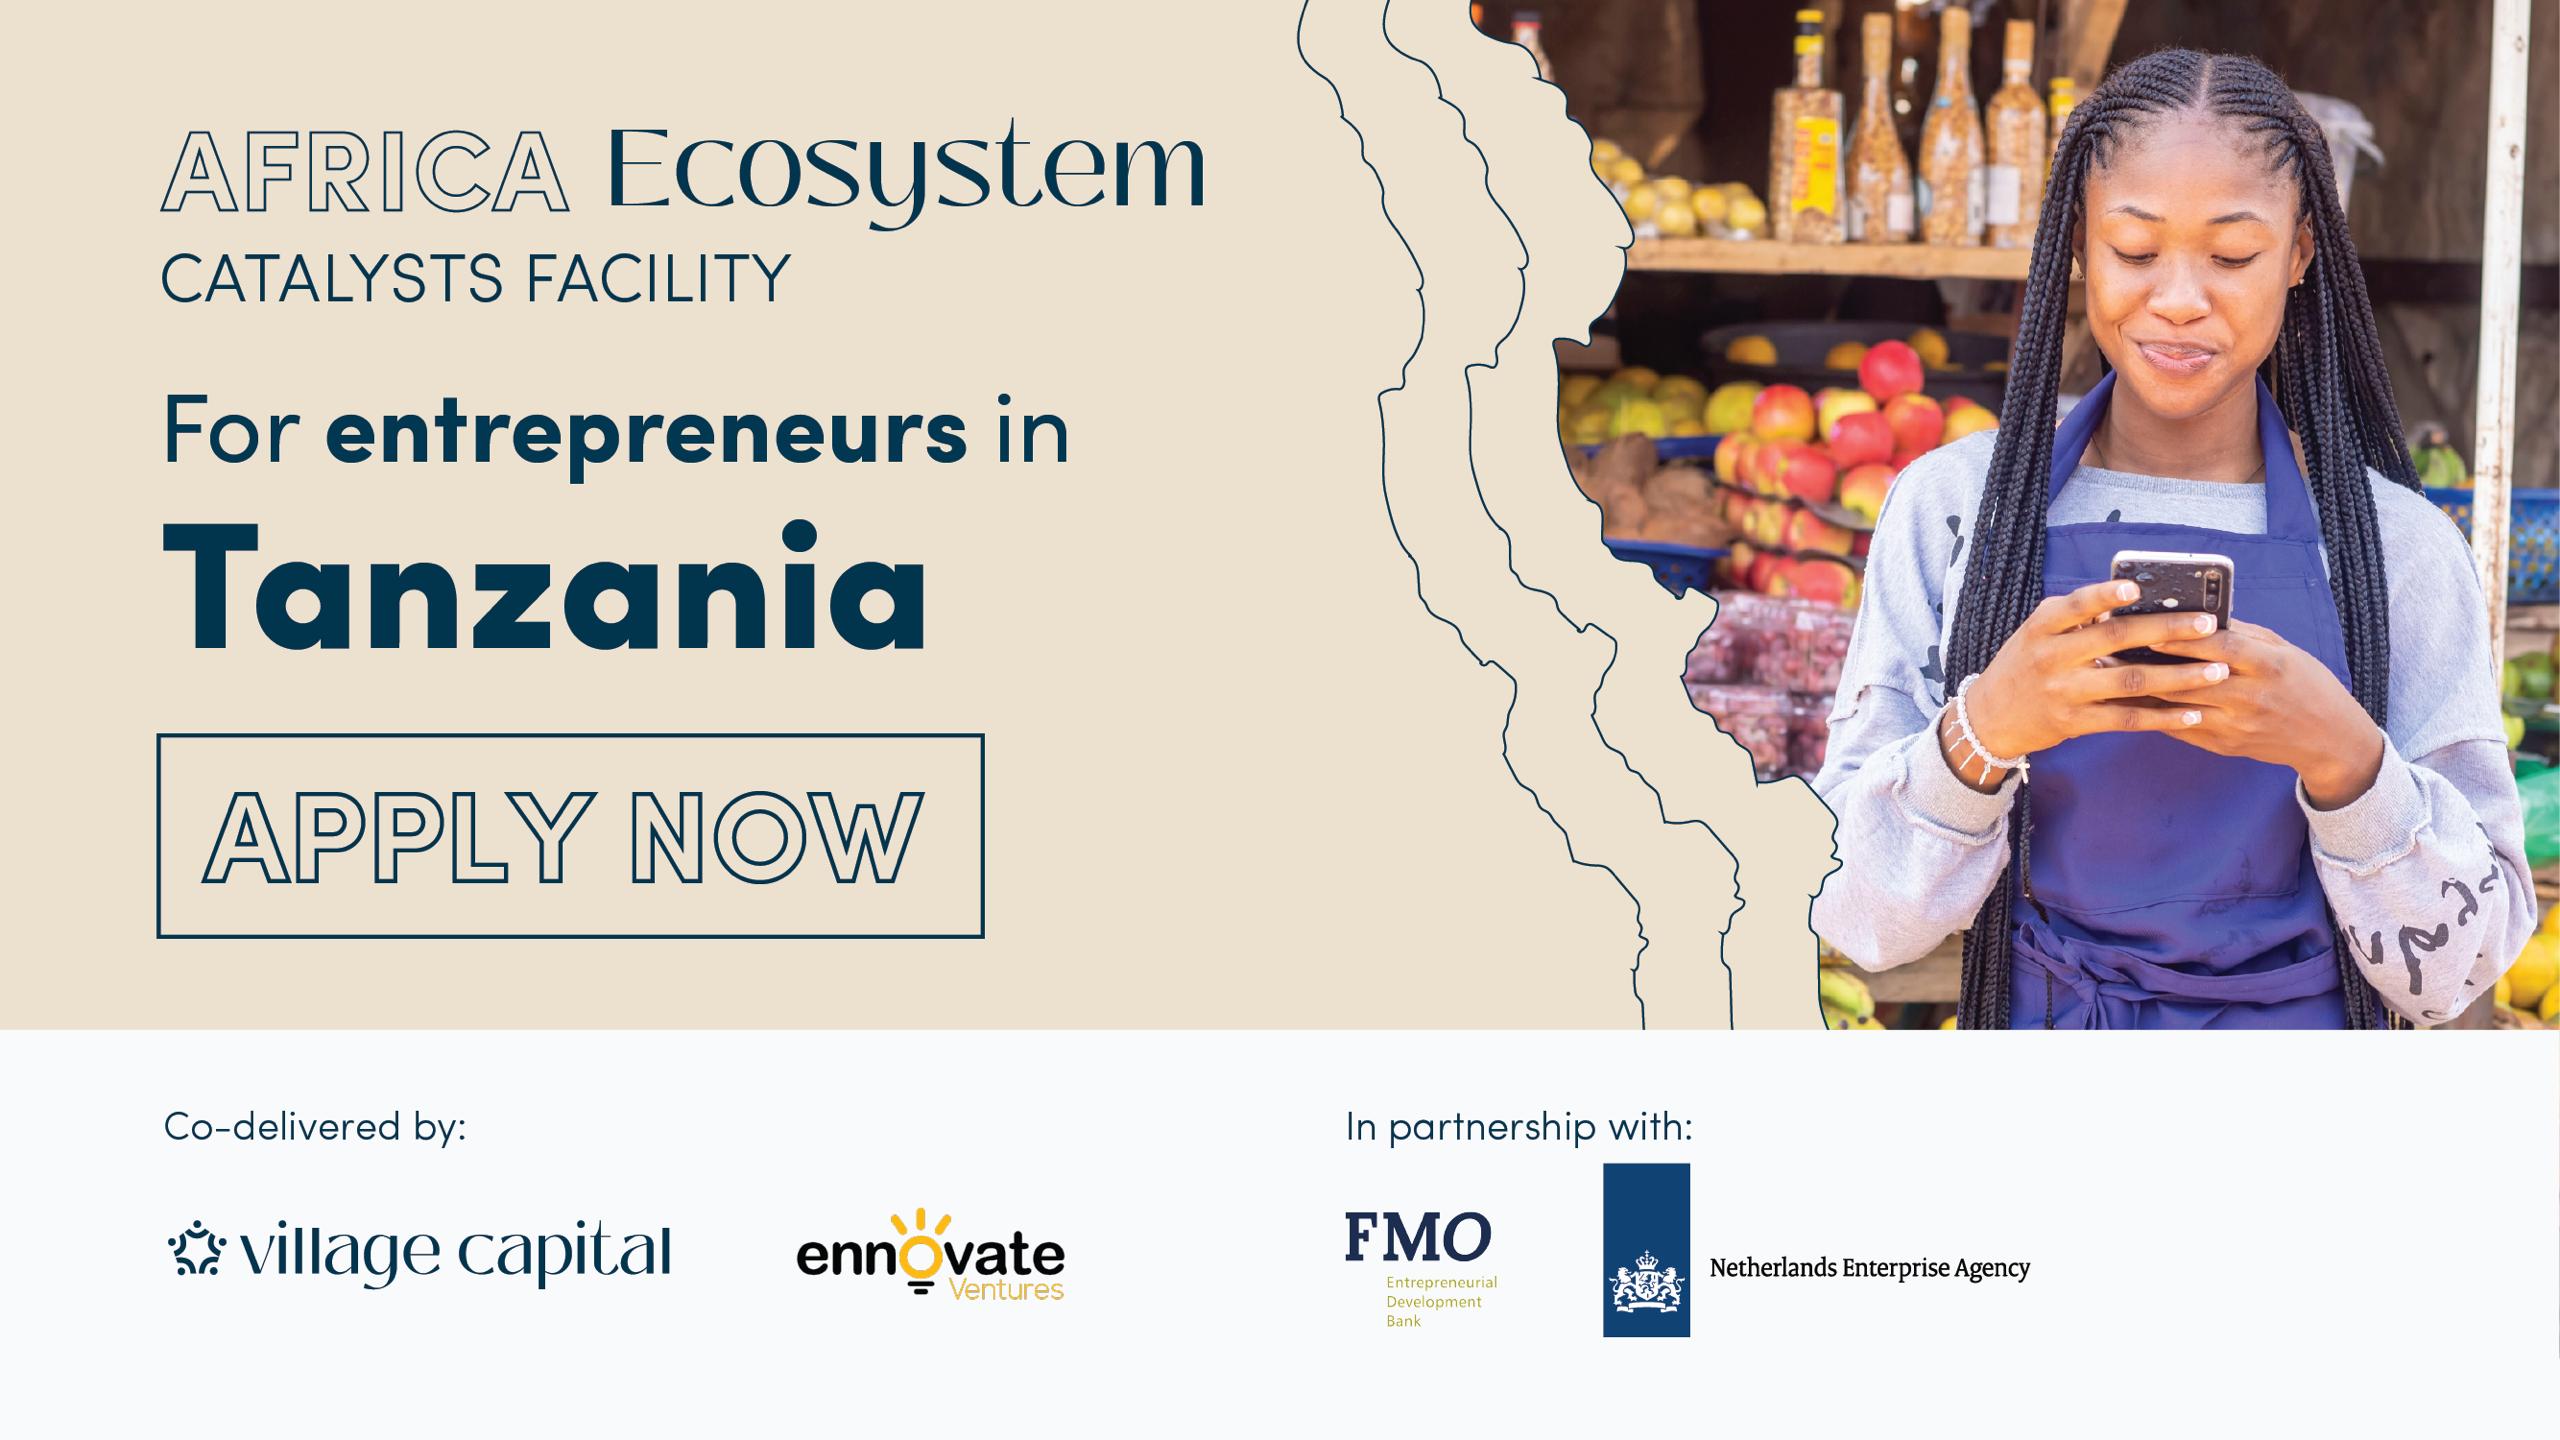 AFRICA Ecosystem
CATALYSTS FACILITY
For entrepreneurs in
Tanzania
APPLY NOW
Co-delivered by:
village capital
ennovate
Ventures
In partnership with:
FMO
Entrepreneurial
Development
Bank
Netherlands Enterprise Agency